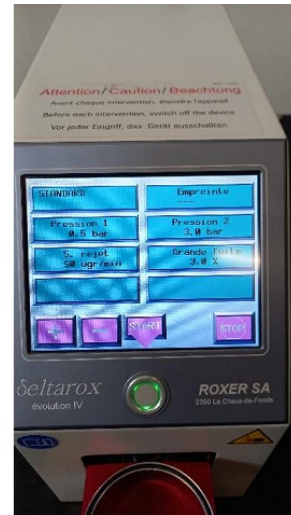 Attention/Caution/Beachtung
Avant chaque intervention, éteindre l'appareil
Before each intervention, switch off the device
Vor jeder Eingriff, das Gerät ausschalten
STANDARD
Empreinte
Pression 1
0.5 bar
Pression 2
3.0 bar
S. rejet
50 ugr/min
Grande fuite
3.0 %
+
-
START
STOP
deltarox
évolution IV
ROXER SA
2300 La Chaux-de-Fonds